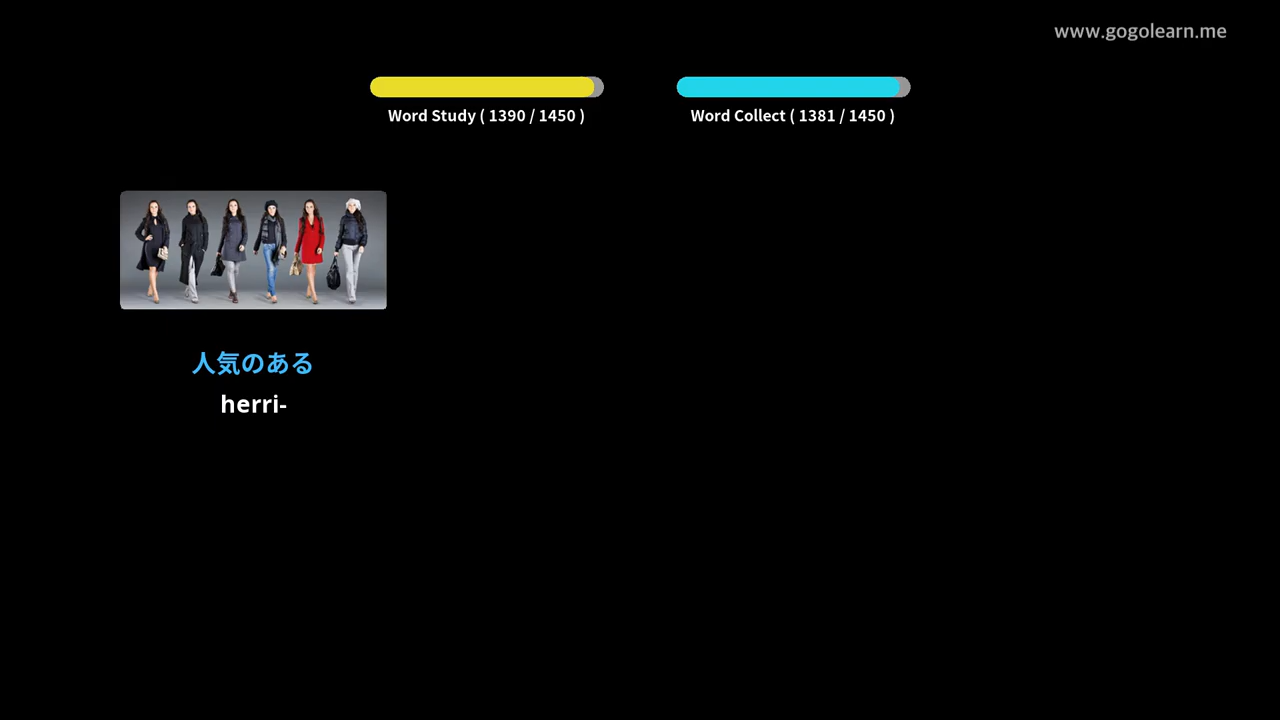 www.gogolearn.me
Word Study ( 1390 / 1450 )
Word Collect ( 1381 / 1450 )
人気のある
herri-